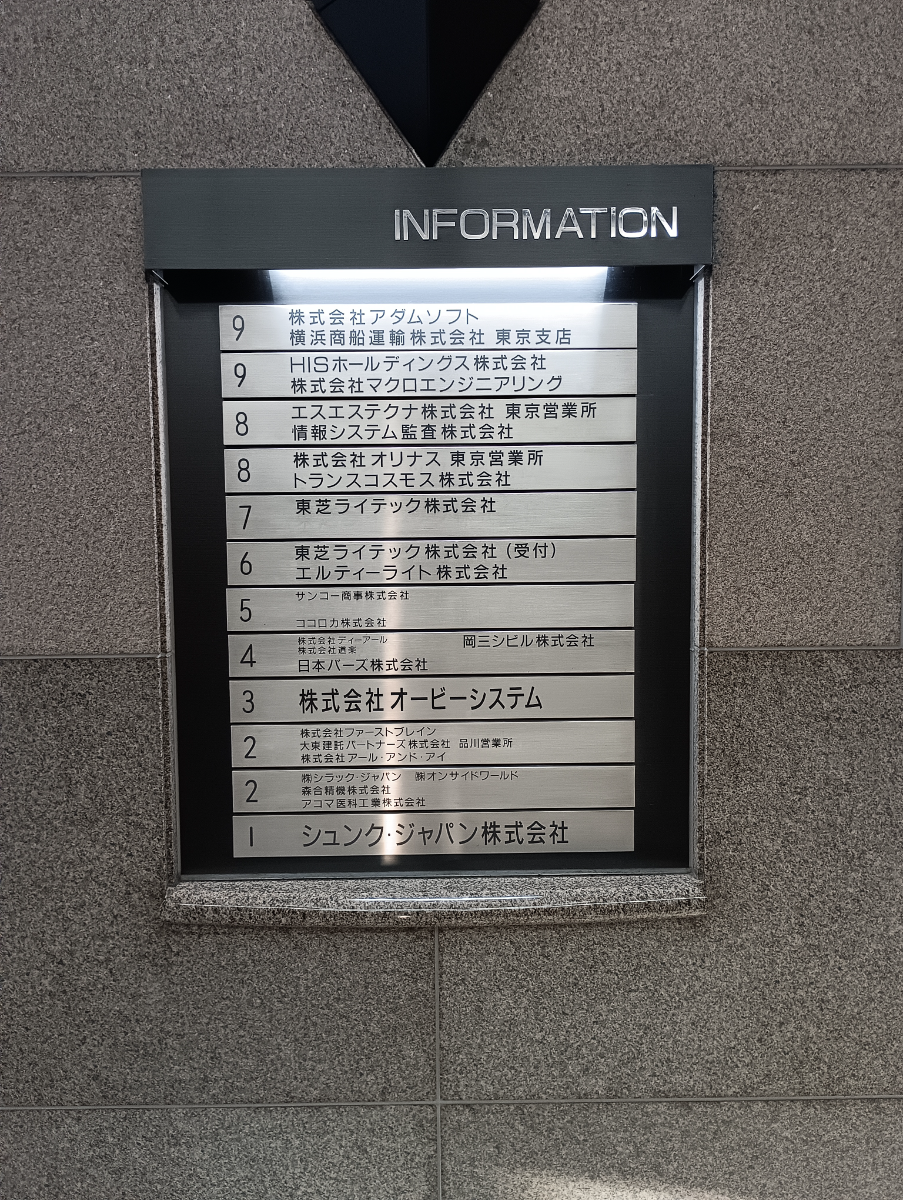 INFORMATION
9 株式会社アダムソフト
横浜商船運輸株式会社 東京支店
9 HISホールディングス株式会社
株式会社マクロエンジニアリング
8 エスエステクナ株式会社 東京営業所
情報システム監査株式会社
8 株式会社オリナス 東京営業所
トランスコスモス株式会社
7 東芝ライテック株式会社
6 東芝ライテック株式会社(受付)
エルティーライト株式会社
5 サンコー商事株式会社
ココロカ株式会社
4 株式会社ティーアール 岡三シビル株式会社
株式会社道楽
日本バーズ株式会社
3 株式会社オービーシステム
2 株式会社ファーストブレイン
大東建託パートナーズ株式会社 品川営業所
株式会社アール・アンド・アイ
2 ㈱シラック・ジャパン ㈱オンサイドワールド
森合精機株式会社
アコマ医科工業株式会社
1 シュンク・ジャパン株式会社